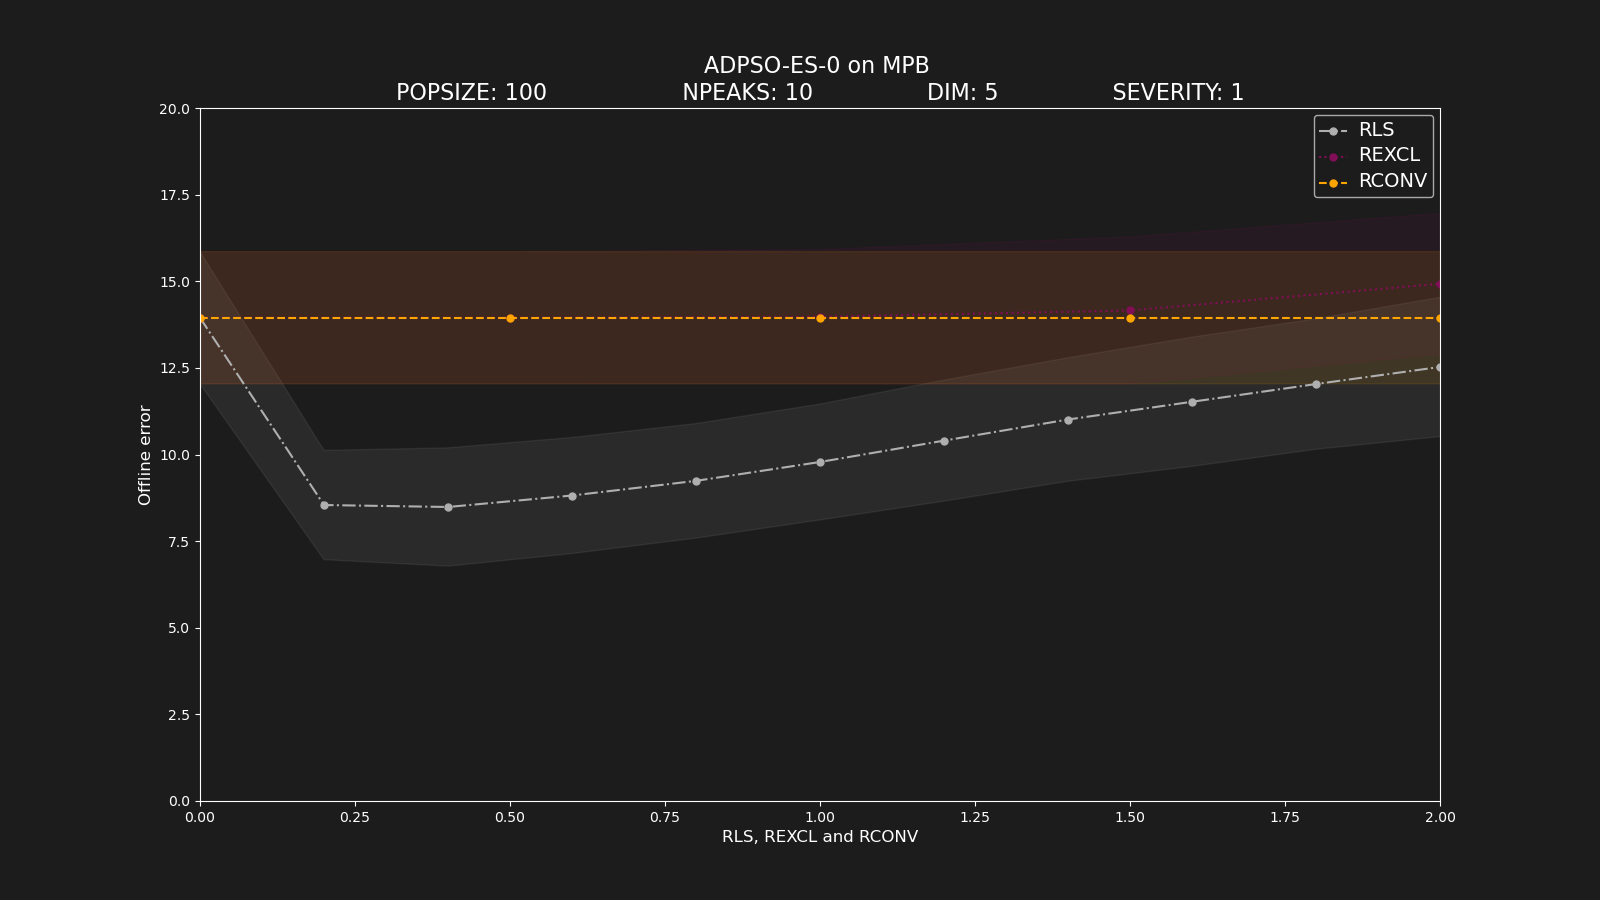 ADPSO-ES-0 on MPB
POPSIZE: 100 NPEAKS: 10 DIM: 5 SEVERITY: 1
RLS
REXCL
RCONV
Offline error
20.0
17.5
15.0
12.5
10.0
7.5
5.0
2.5
0.0
0.00 0.25 0.50 0.75 1.00 1.25 1.50 1.75 2.00
RLS, REXCL and RCONV